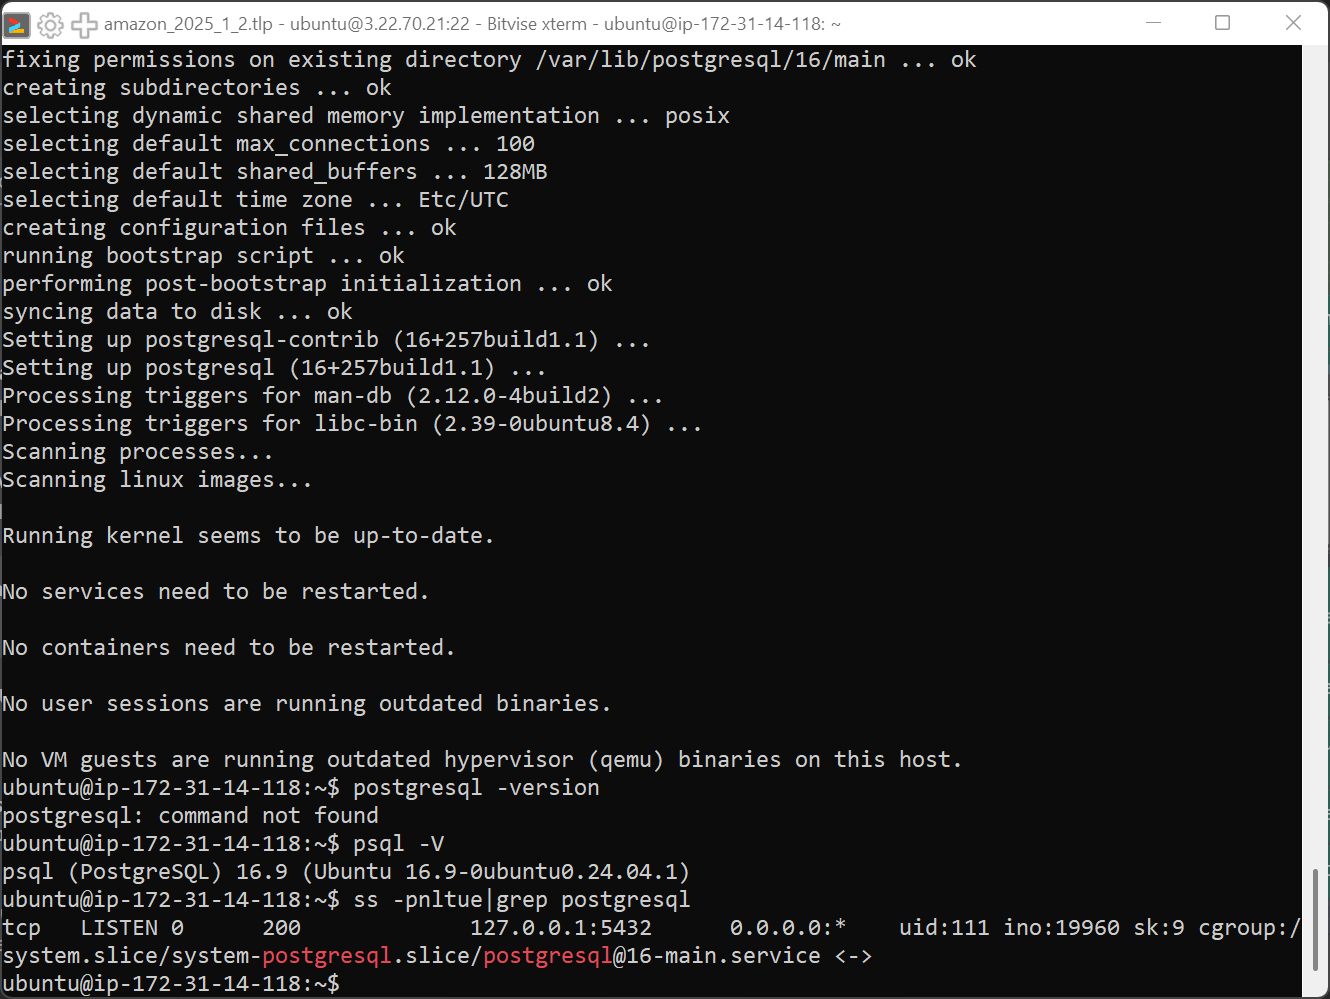 amazon_2025_1_2.tlp - ubuntu@3.22.70.21:22 - Bitvise xterm - ubuntu@ip-172-31-14-118: ~
fixing permissions on existing directory /var/lib/postgresql/16/main ... ok
creating subdirectories ... ok
selecting dynamic shared memory implementation ... posix
selecting default max_connections ... 100
selecting default shared_buffers ... 128MB
selecting default time zone ... Etc/UTC
creating configuration files ... ok
running bootstrap script ... ok
performing post-bootstrap initialization ... ok
syncing data to disk ... ok
Setting up postgresql-contrib (16+257build1.1) ...
Setting up postgresql (16+257build1.1) ...
Processing triggers for man-db (2.12.0-4build2) ...
Processing triggers for libc-bin (2.39-0ubuntu8.4) ...
Scanning processes...
Scanning linux images...
Running kernel seems to be up-to-date.
No services need to be restarted.
No containers need to be restarted.
No user sessions are running outdated binaries.
No VM guests are running outdated hypervisor (qemu) binaries on this host.
ubuntu@ip-172-31-14-118:~$ postgresql -version
postgresql: command not found
ubuntu@ip-172-31-14-118:~$ psql -V
psql (PostgreSQL) 16.9 (Ubuntu 16.9-0ubuntu0.24.04.1)
ubuntu@ip-172-31-14-118:~$ ss -pnltue|grep postgresql
tcp   LISTEN 0      200             127.0.0.1:5432      0.0.0.0:*    uid:111 ino:19960 sk:9 cgroup:/
system.slice/system-postgresql.slice/postgresql@16-main.service <->
ubuntu@ip-172-31-14-118:~$